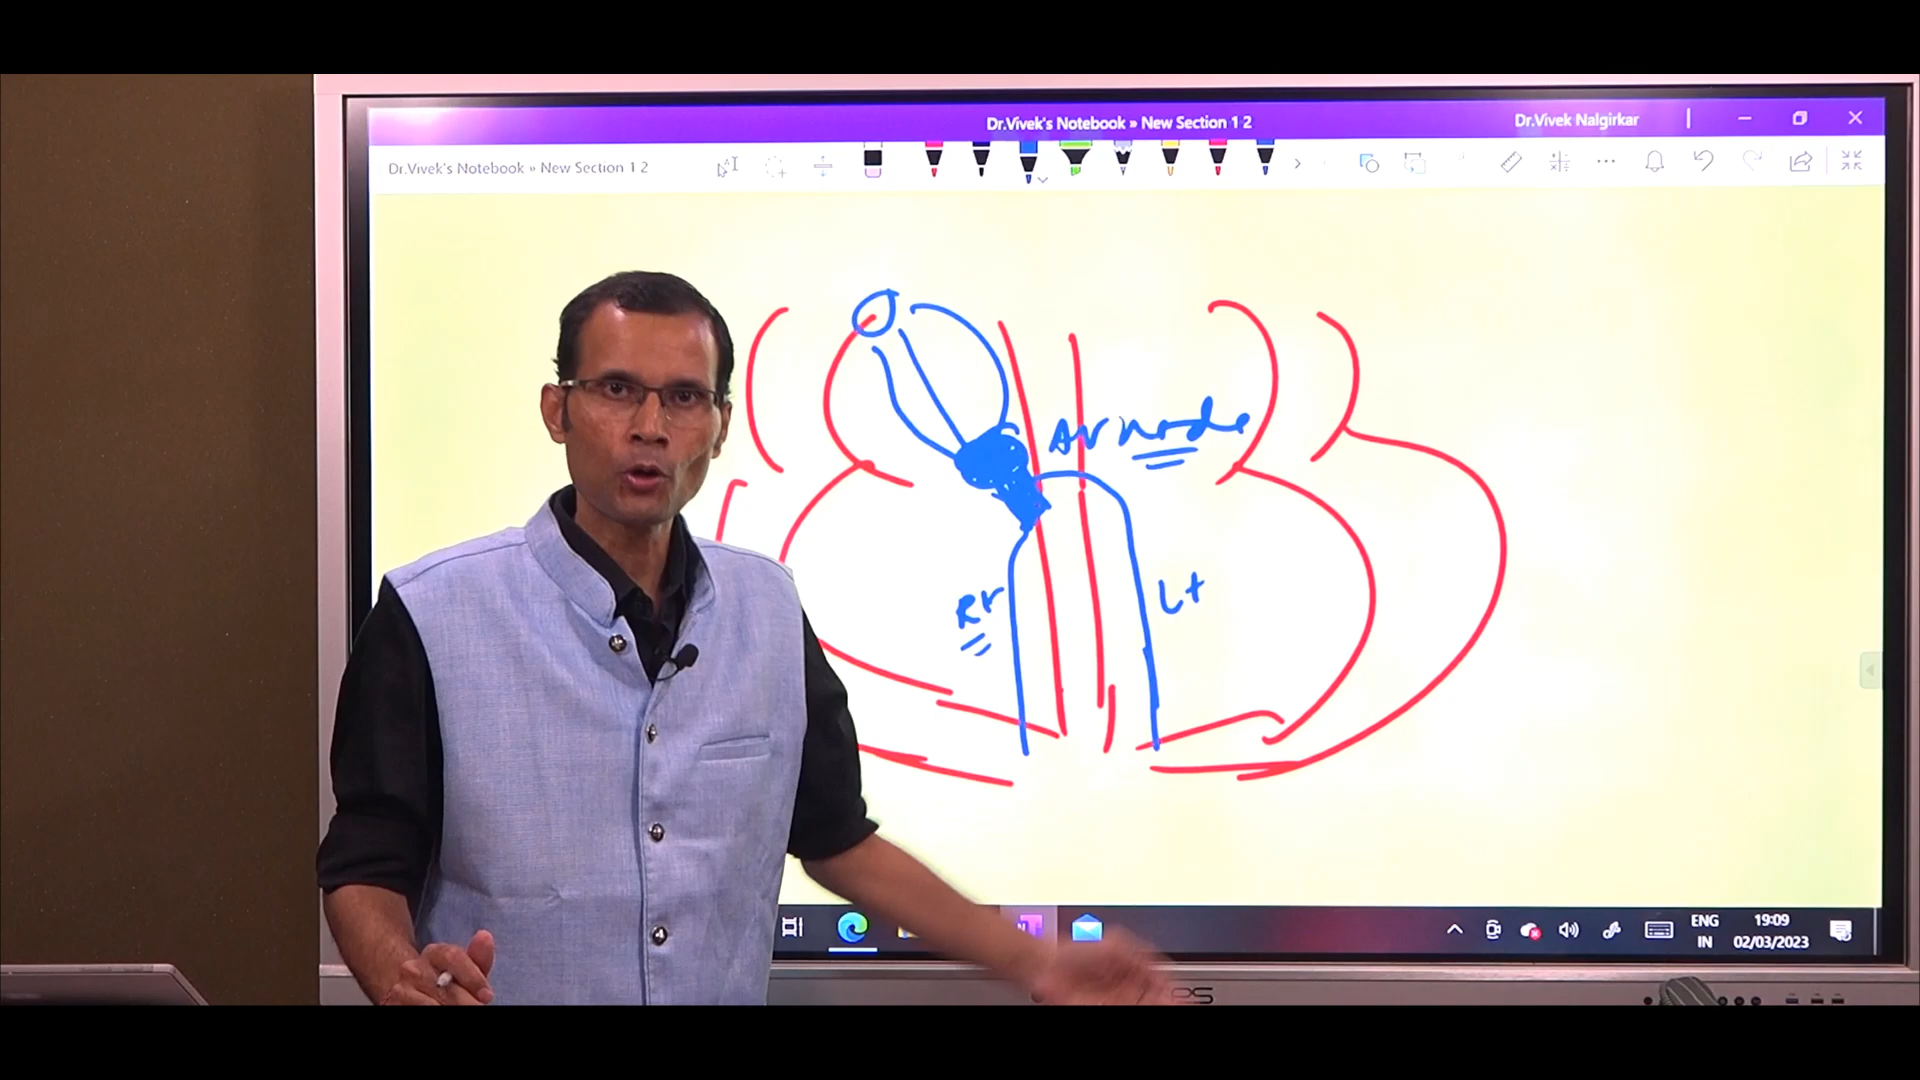 Dr.Vivek's Notebook » New Section 1 2
Dr.Vivek Nalgirkar
Dr.Vivek's Notebook » New Section 1 2
AV node
Rt
Lt
ENG
IN
19:09
02/03/2023